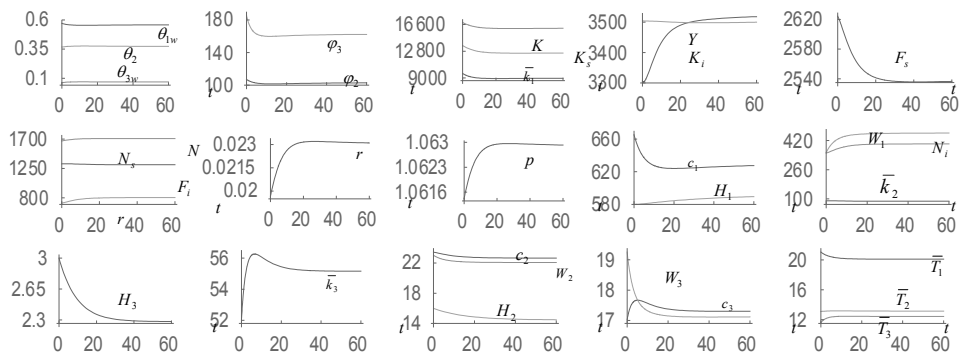 0.6 θ1w
0.35 θ2
0.1 θ3w
0 20 40 60
t
180
160
140
120
100
φ3
φ2
0 20 40 60
t
16600
12800
9000
K
k̄1
0 20 40 60
t
Ks
3500
3400
3300
Y
Ki
0 20 40 60
t
2620
2580
2540
Fs
0 20 40 60
t
1700
1250
800
N
Ns
Fi
0 20 40 60
r
0.023
0.0215
0.02
r
0 20 40 60
t
1.063
1.0623
1.0616
p
0 20 40 60
t
660
620
580
c1
H1
0 20 40 60
t
420
260
100
W1
Ni
k̄2
0 20 40 60
t
3
2.65
2.3
H3
0 20 40 60
t
56
54
52
k̄3
0 20 40 60
t
22
18
14
c2
W2
H2
0 20 40 60
t
19
18
17
W3
c3
0 20 40 60
t
20
16
12
T̄1
T̄2
T̄3
0 20 40 60
t